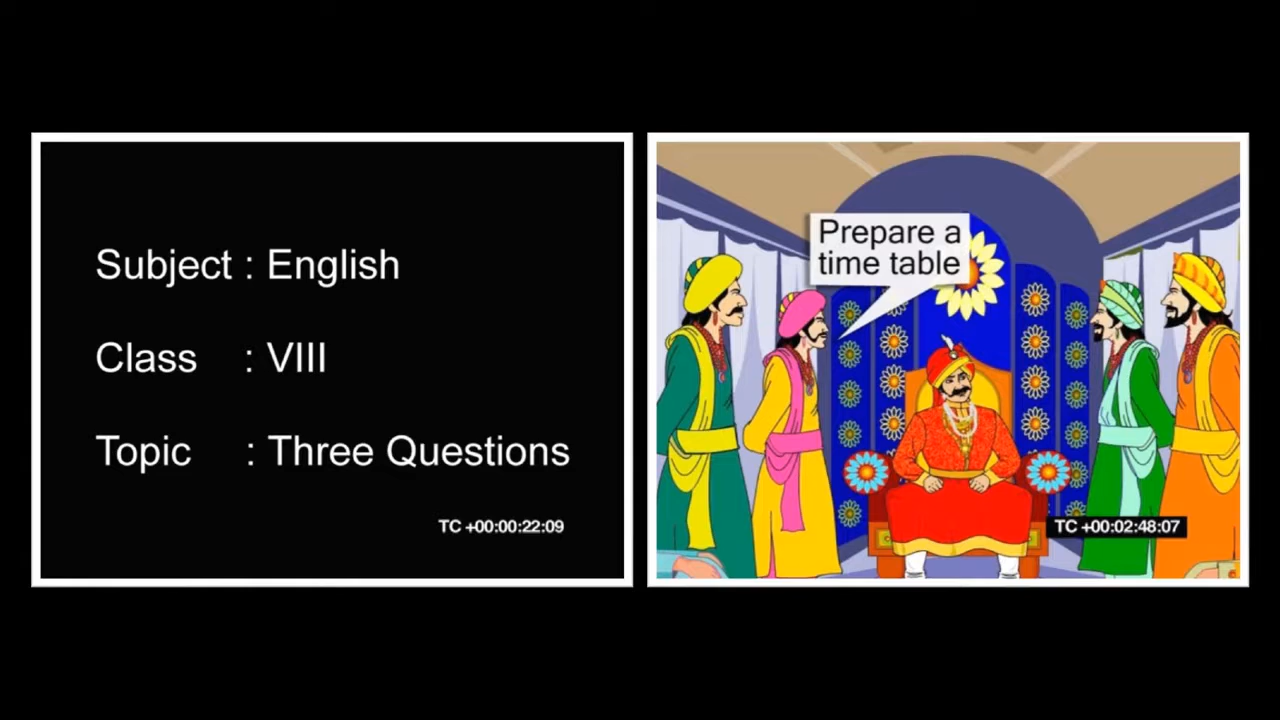 Subject : English
Class : VIII
Topic : Three Questions
TC +00:00:22:09
Prepare a
time table
TC +00:02:48:07